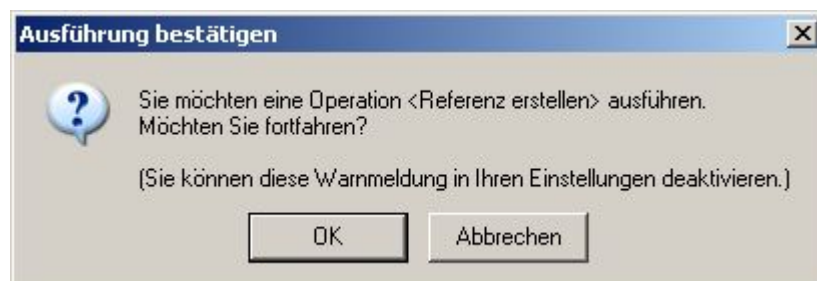 Ausführung bestätigen
Sie möchten eine Operation <Referenz erstellen> ausführen.
Möchten Sie fortfahren?
(Sie können diese Warnmeldung in Ihren Einstellungen deaktivieren.)
OK Abbrechen